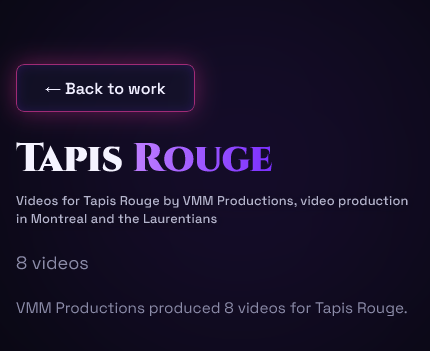 ← Back to work
Tapis Rouge
Videos for Tapis Rouge by VMM Productions, video production
in Montreal and the Laurentians
8 videos
VMM Productions produced 8 videos for Tapis Rouge.